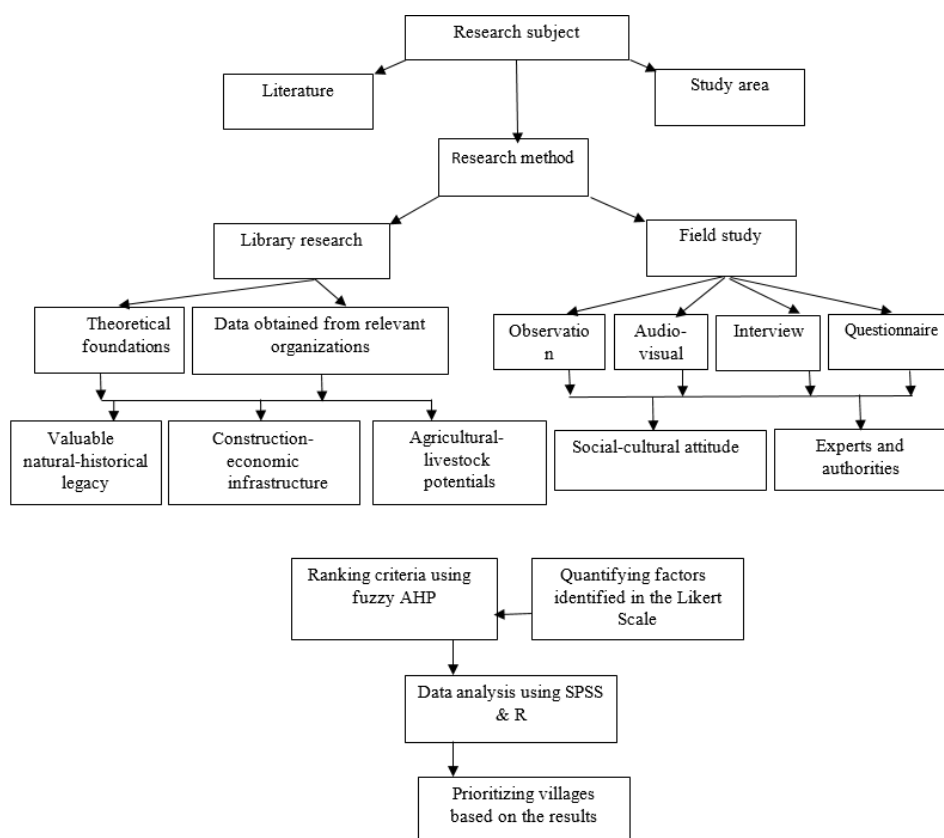 Research subject
Literature
Study area
Research method
Library research
Field study
Theoretical
foundations
Data obtained from relevant
organizations
Observatio
n
Audio-
visual
Interview
Questionnaire
Valuable
natural-historical
legacy
Construction-
economic
infrastructure
Agricultural-
livestock
potentials
Social-cultural attitude
Experts and
authorities
Ranking criteria using
fuzzy AHP
Quantifying factors
identified in the Likert
Scale
Data analysis using SPSS
& R
Prioritizing villages
based on the results